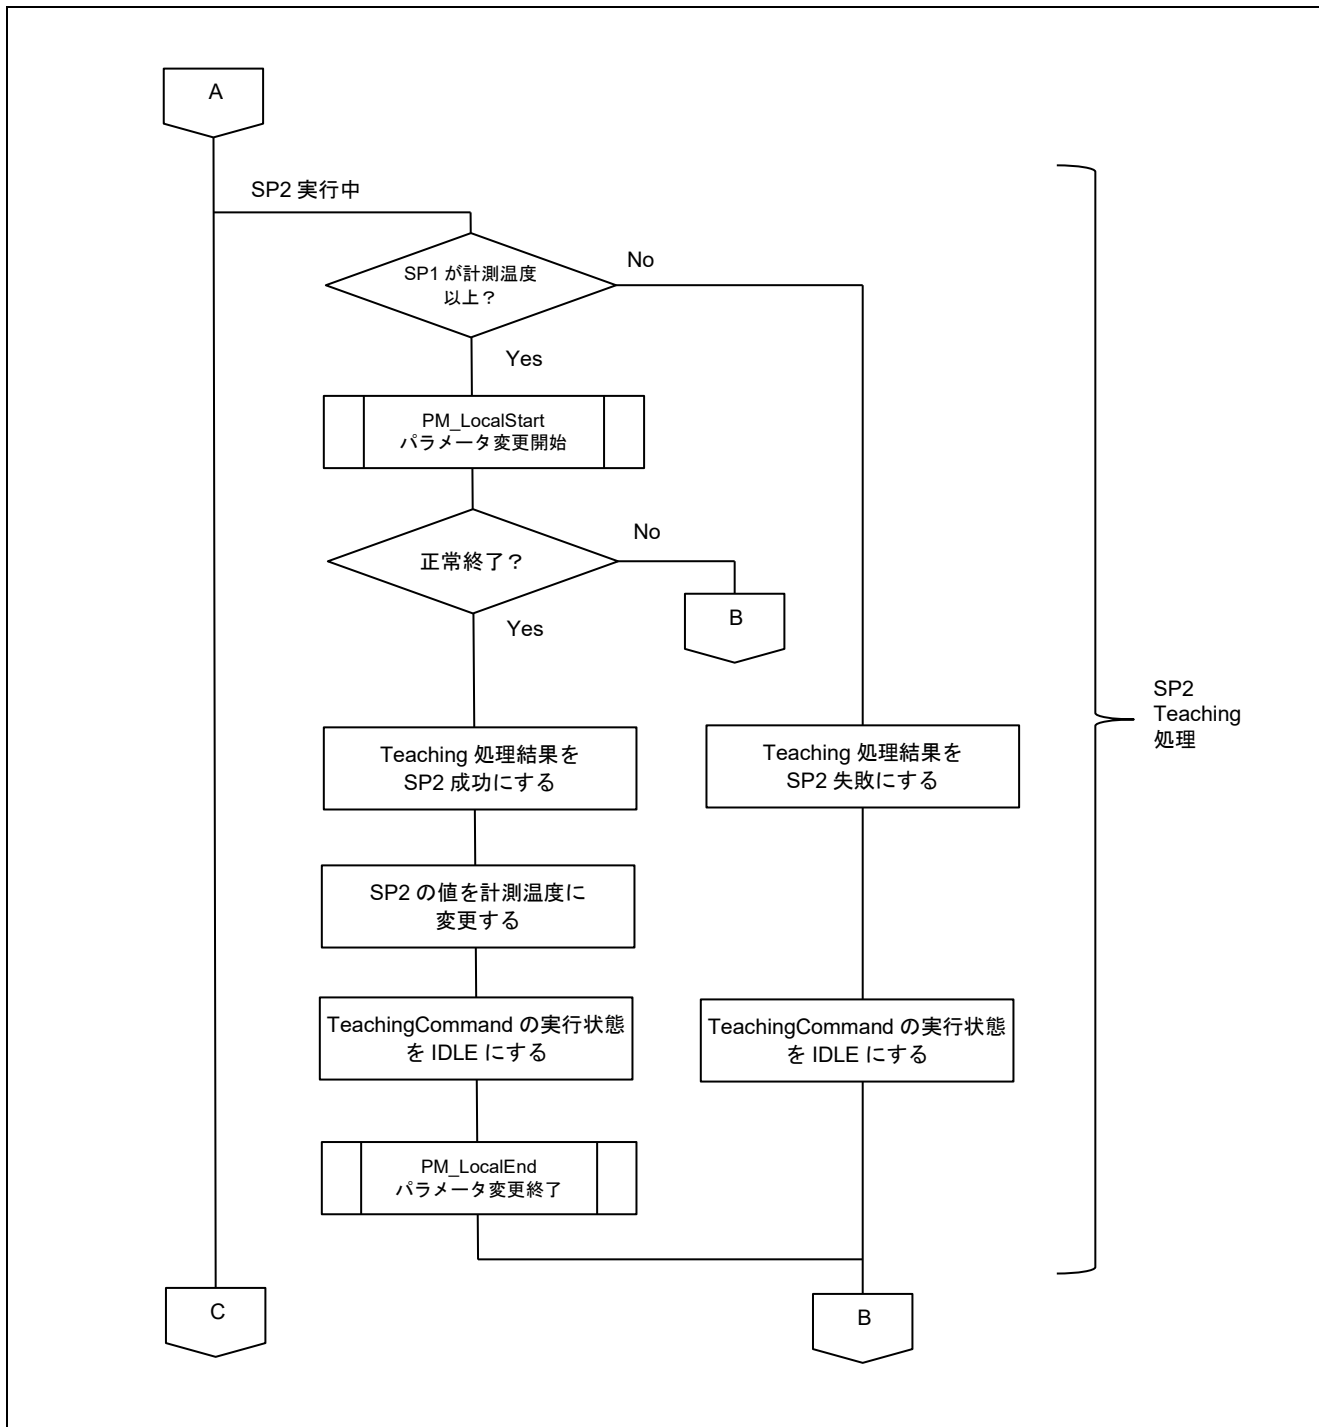 A
SP2 実行中
SP1 が計測温度
以上？
No
Yes
PM_LocalStart
パラメータ変更開始
正常終了？
No
B
Yes
SP2
Teaching
処理
Teaching 処理結果を
SP2 成功にする
Teaching 処理結果を
SP2 失敗にする
SP2 の値を計測温度に
変更する
TeachingCommand の実行状態
を IDLE にする
TeachingCommand の実行状態
を IDLE にする
PM_LocalEnd
パラメータ変更終了
C
B